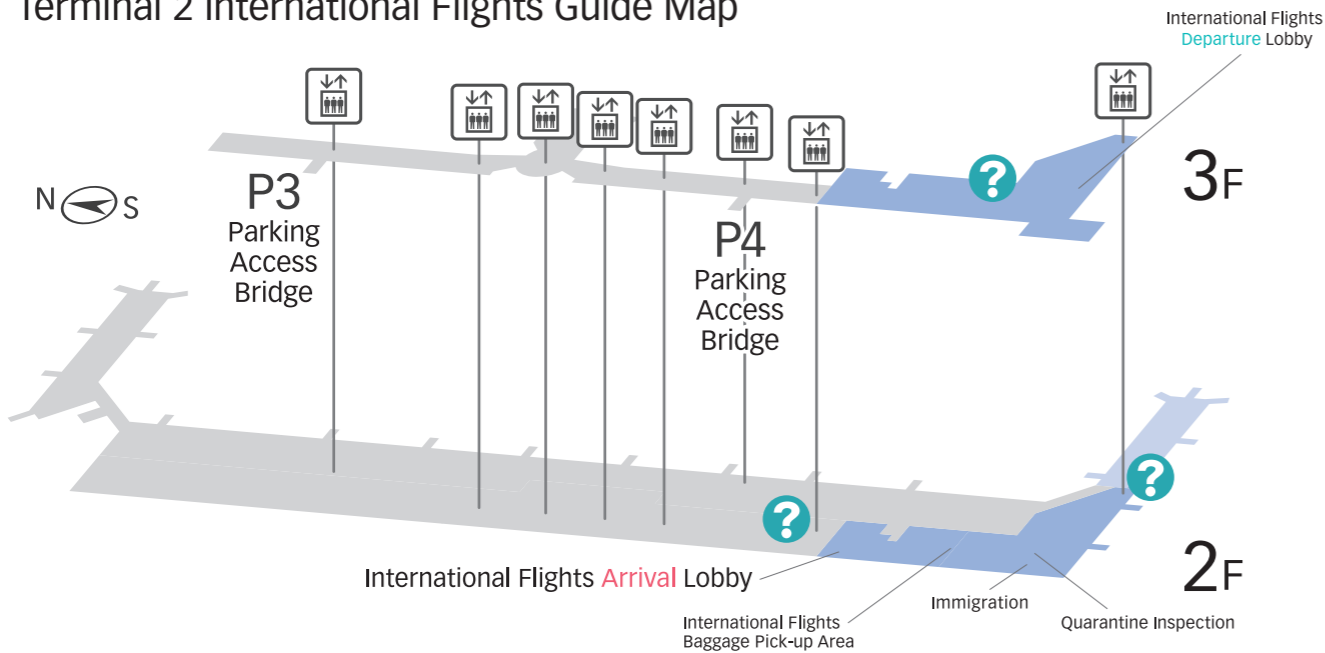 Terminal 2 International Flights Guide Map
International Flights
Departure Lobby
3F
N S
P3
Parking
Access
Bridge
P4
Parking
Access
Bridge
?
?
?
2F
International Flights Arrival Lobby
Immigration
International Flights
Baggage Pick-up Area
Quarantine Inspection